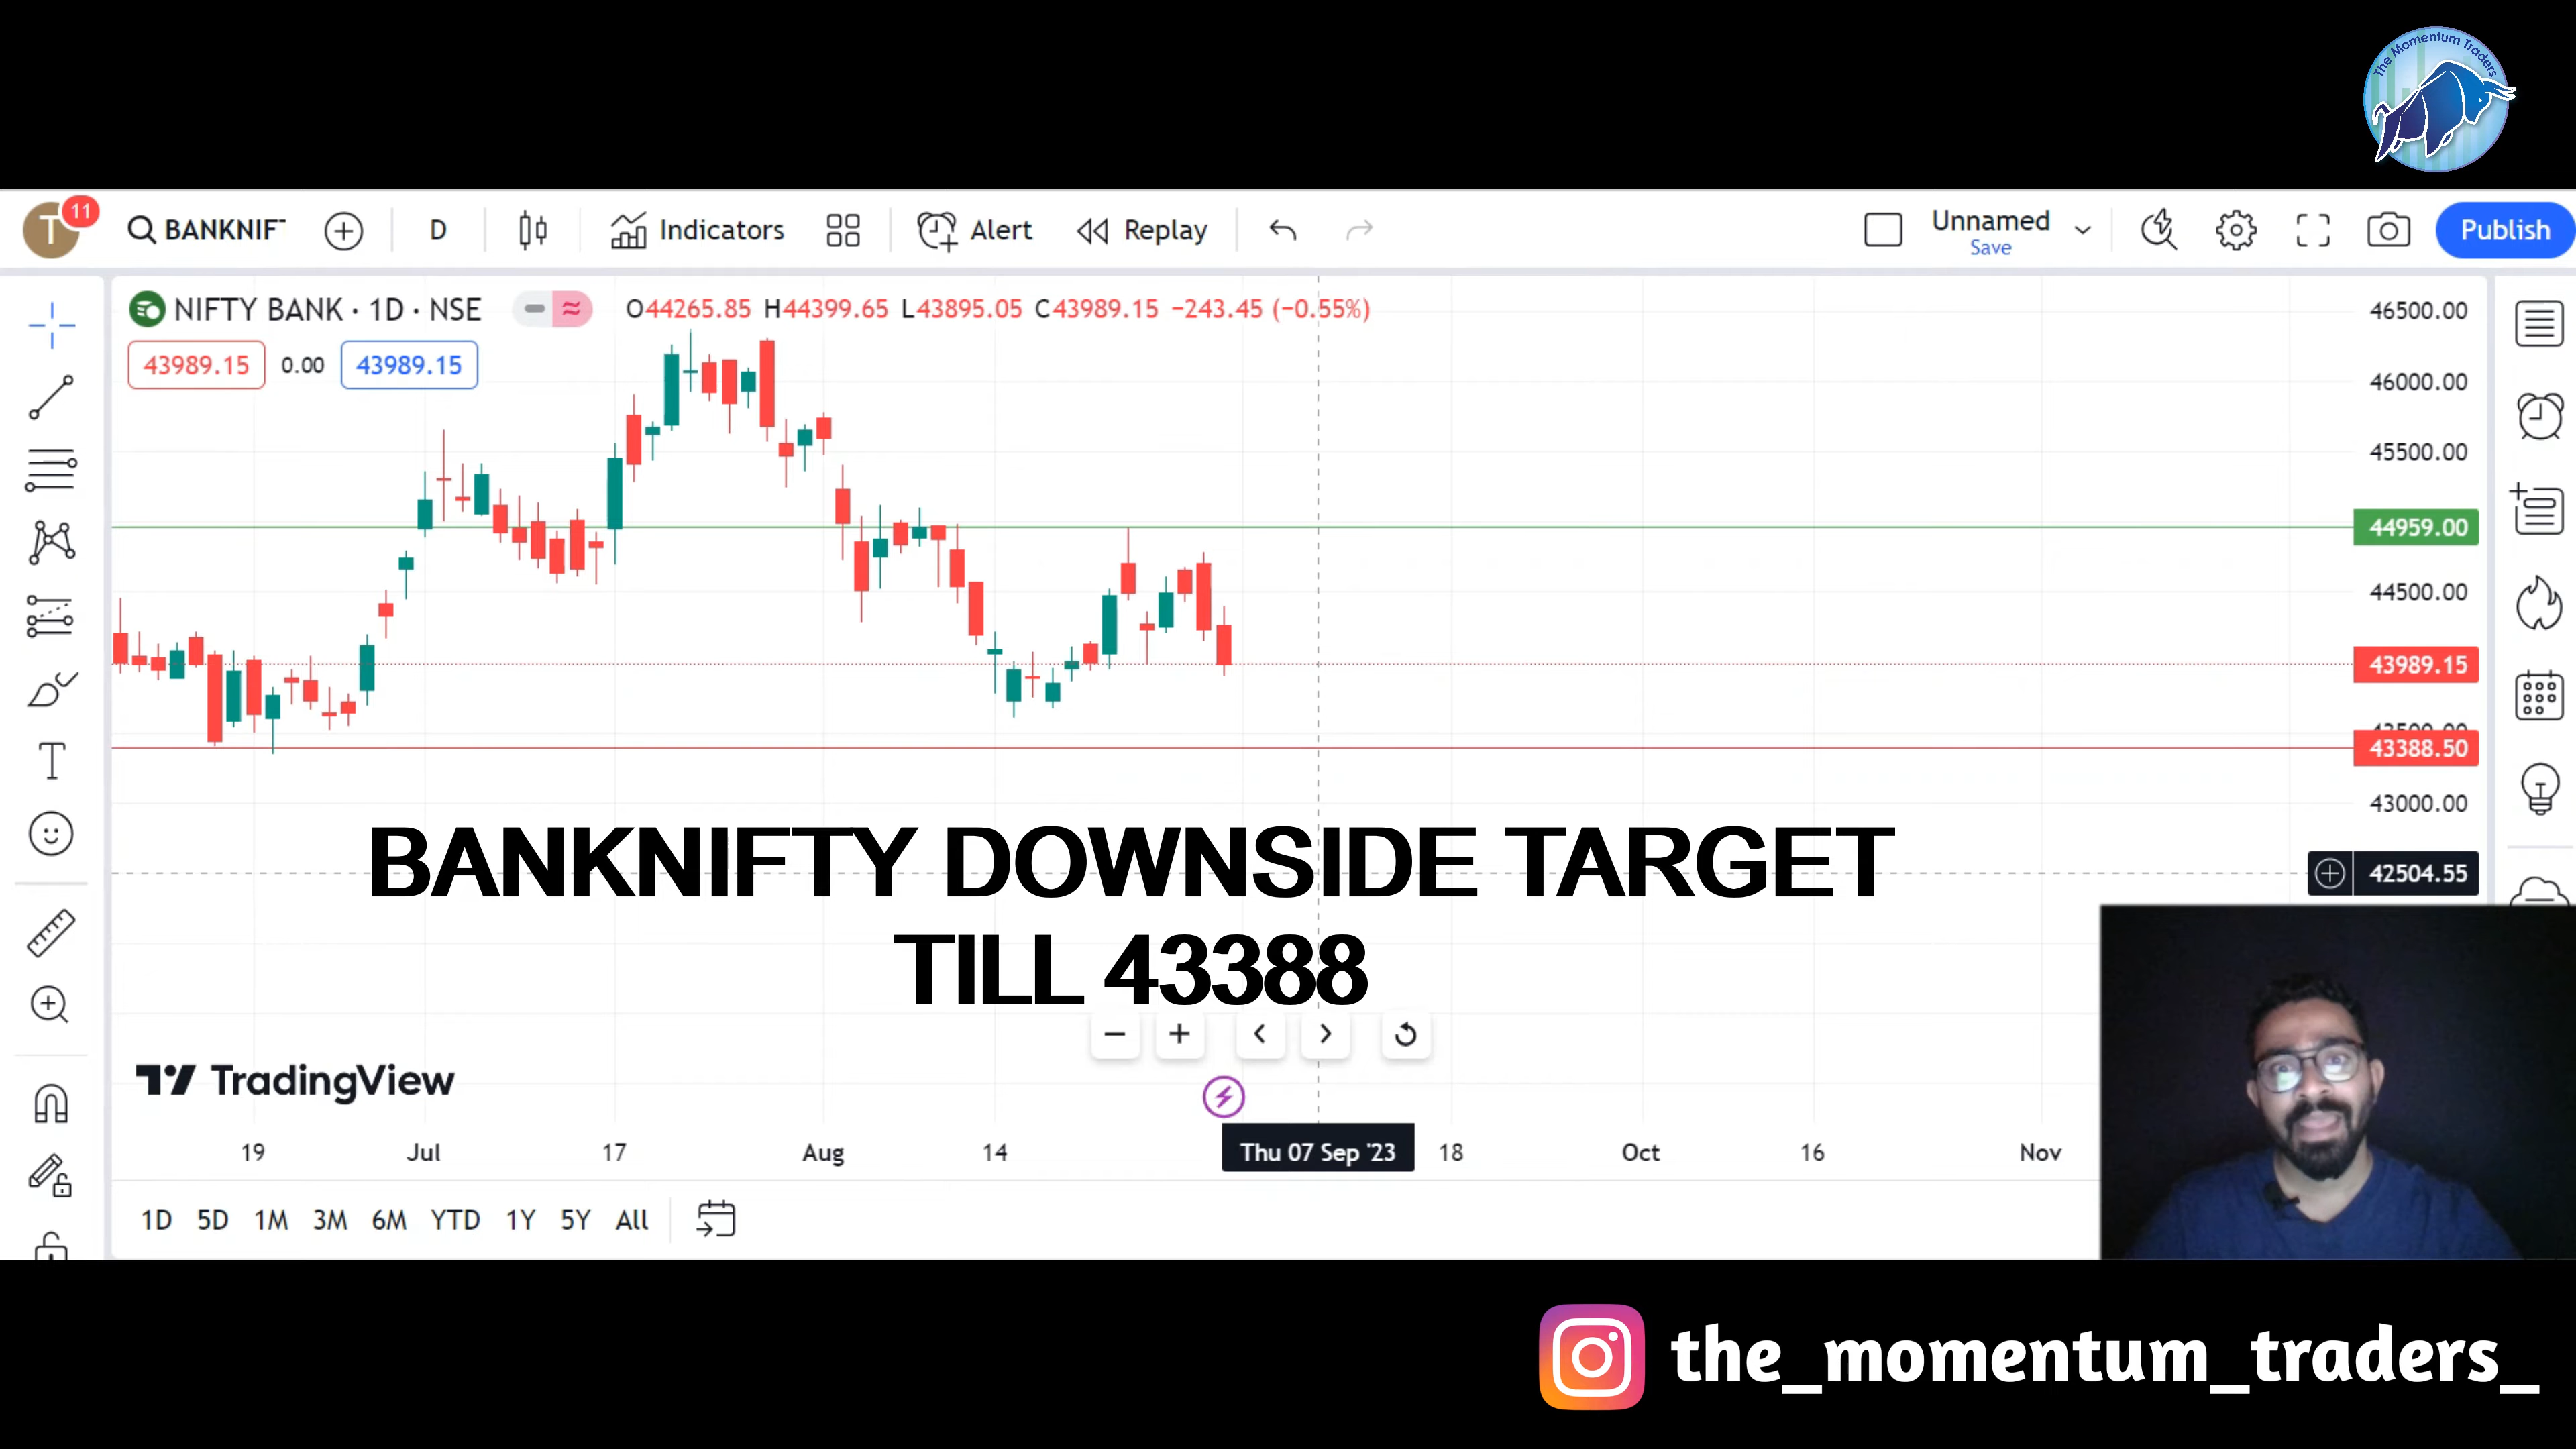 The Momentum Traders
T 11 BANKNIF D Indicators Alert Replay Unnamed Save Publish
NIFTY BANK · 1D · NSE O44265.85 H44399.65 L43895.05 C43989.15 −243.45 (−0.55%)
43989.15 0.00 43989.15
46500.00
46000.00
45500.00
44959.00
44500.00
43989.15
43388.50
43000.00
42504.55
BANKNIFTY DOWNSIDE TARGET
TILL 43388
TradingView
19 Jul 17 Aug 14 Thu 07 Sep '23 18 Oct 16 Nov
1D 5D 1M 3M 6M YTD 1Y 5Y All
the_momentum_traders_